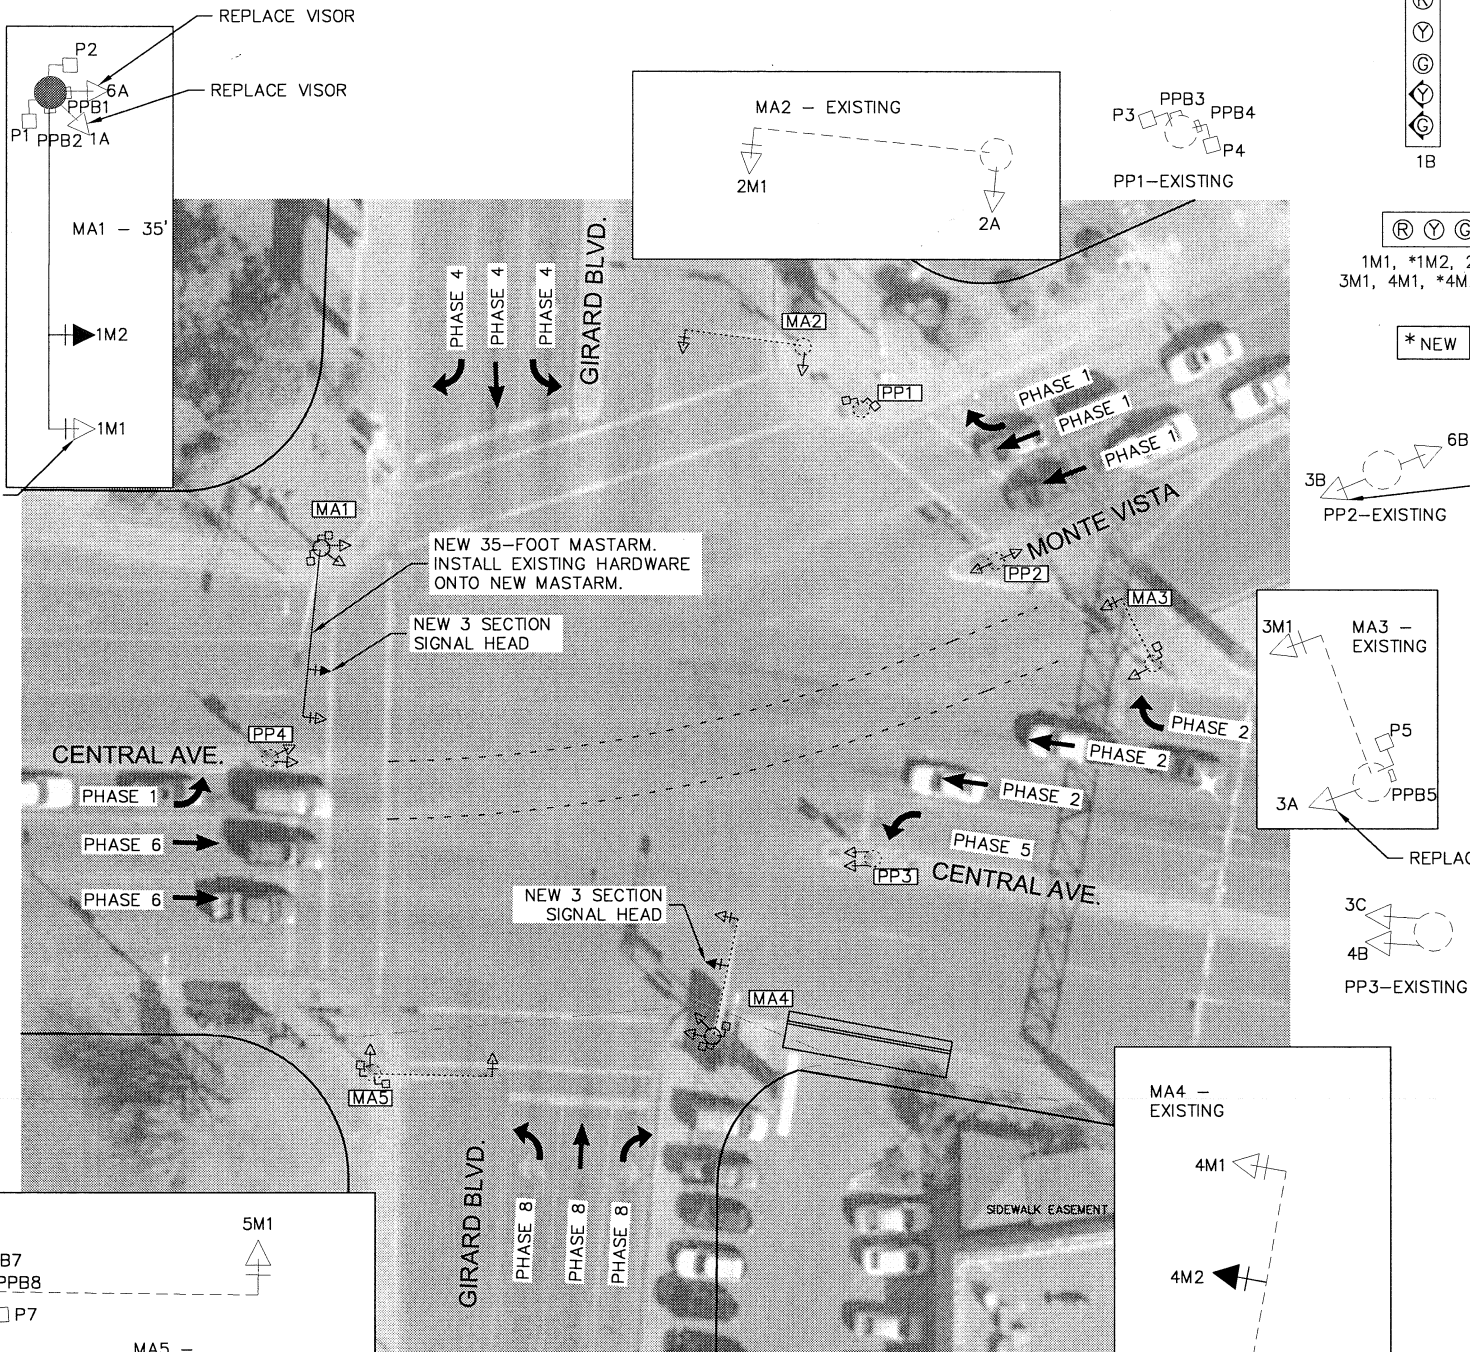 REPLACE VISOR
P2
6A
REPLACE VISOR
PPB1
P1
PPB2
1A
MA1 – 35'
1M2
1M1
MA2 – EXISTING
2M1
2A
PPB3
P3
PPB4
P4
PP1–EXISTING
R
Y
G
Y
G
1B
R Y G
1M1, *1M2, 2
3M1, 4M1, *4M
* NEW
6B
3B
PP2–EXISTING
PHASE 4
PHASE 4
PHASE 4
GIRARD BLVD.
MA2
PP1
PHASE 1
PHASE 1
PHASE 1
MONTE VISTA
MA1
NEW 35–FOOT MASTARM.
INSTALL EXISTING HARDWARE
ONTO NEW MASTARM.
PP2
MA3
NEW 3 SECTION
SIGNAL HEAD
3M1
MA3 –
EXISTING
P5
PPB5
3A
REPLAC
PP4
CENTRAL AVE.
PHASE 1
PHASE 6
PHASE 6
PHASE 2
PHASE 2
PHASE 2
PHASE 5
PP3
CENTRAL AVE.
NEW 3 SECTION
SIGNAL HEAD
3C
4B
PP3–EXISTING
MA4
MA5
MA4 –
EXISTING
4M1
4M2
GIRARD BLVD.
PHASE 8
PHASE 8
PHASE 8
SIDEWALK EASEMENT
5M1
B7
PPB8
P7
MA5 –